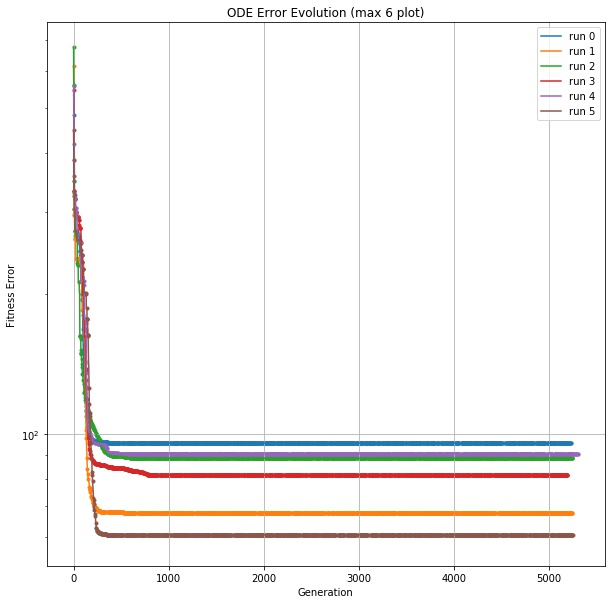 ODE Error Evolution (max 6 plot)
run 0
run 1
run 2
run 3
run 4
run 5
Fitness Error
10²
0 1000 2000 3000 4000 5000
Generation